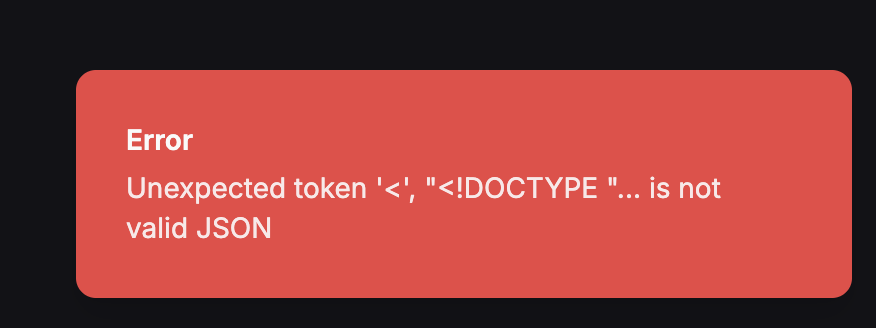 Error
Unexpected token '<', "<!DOCTYPE "... is not
valid JSON